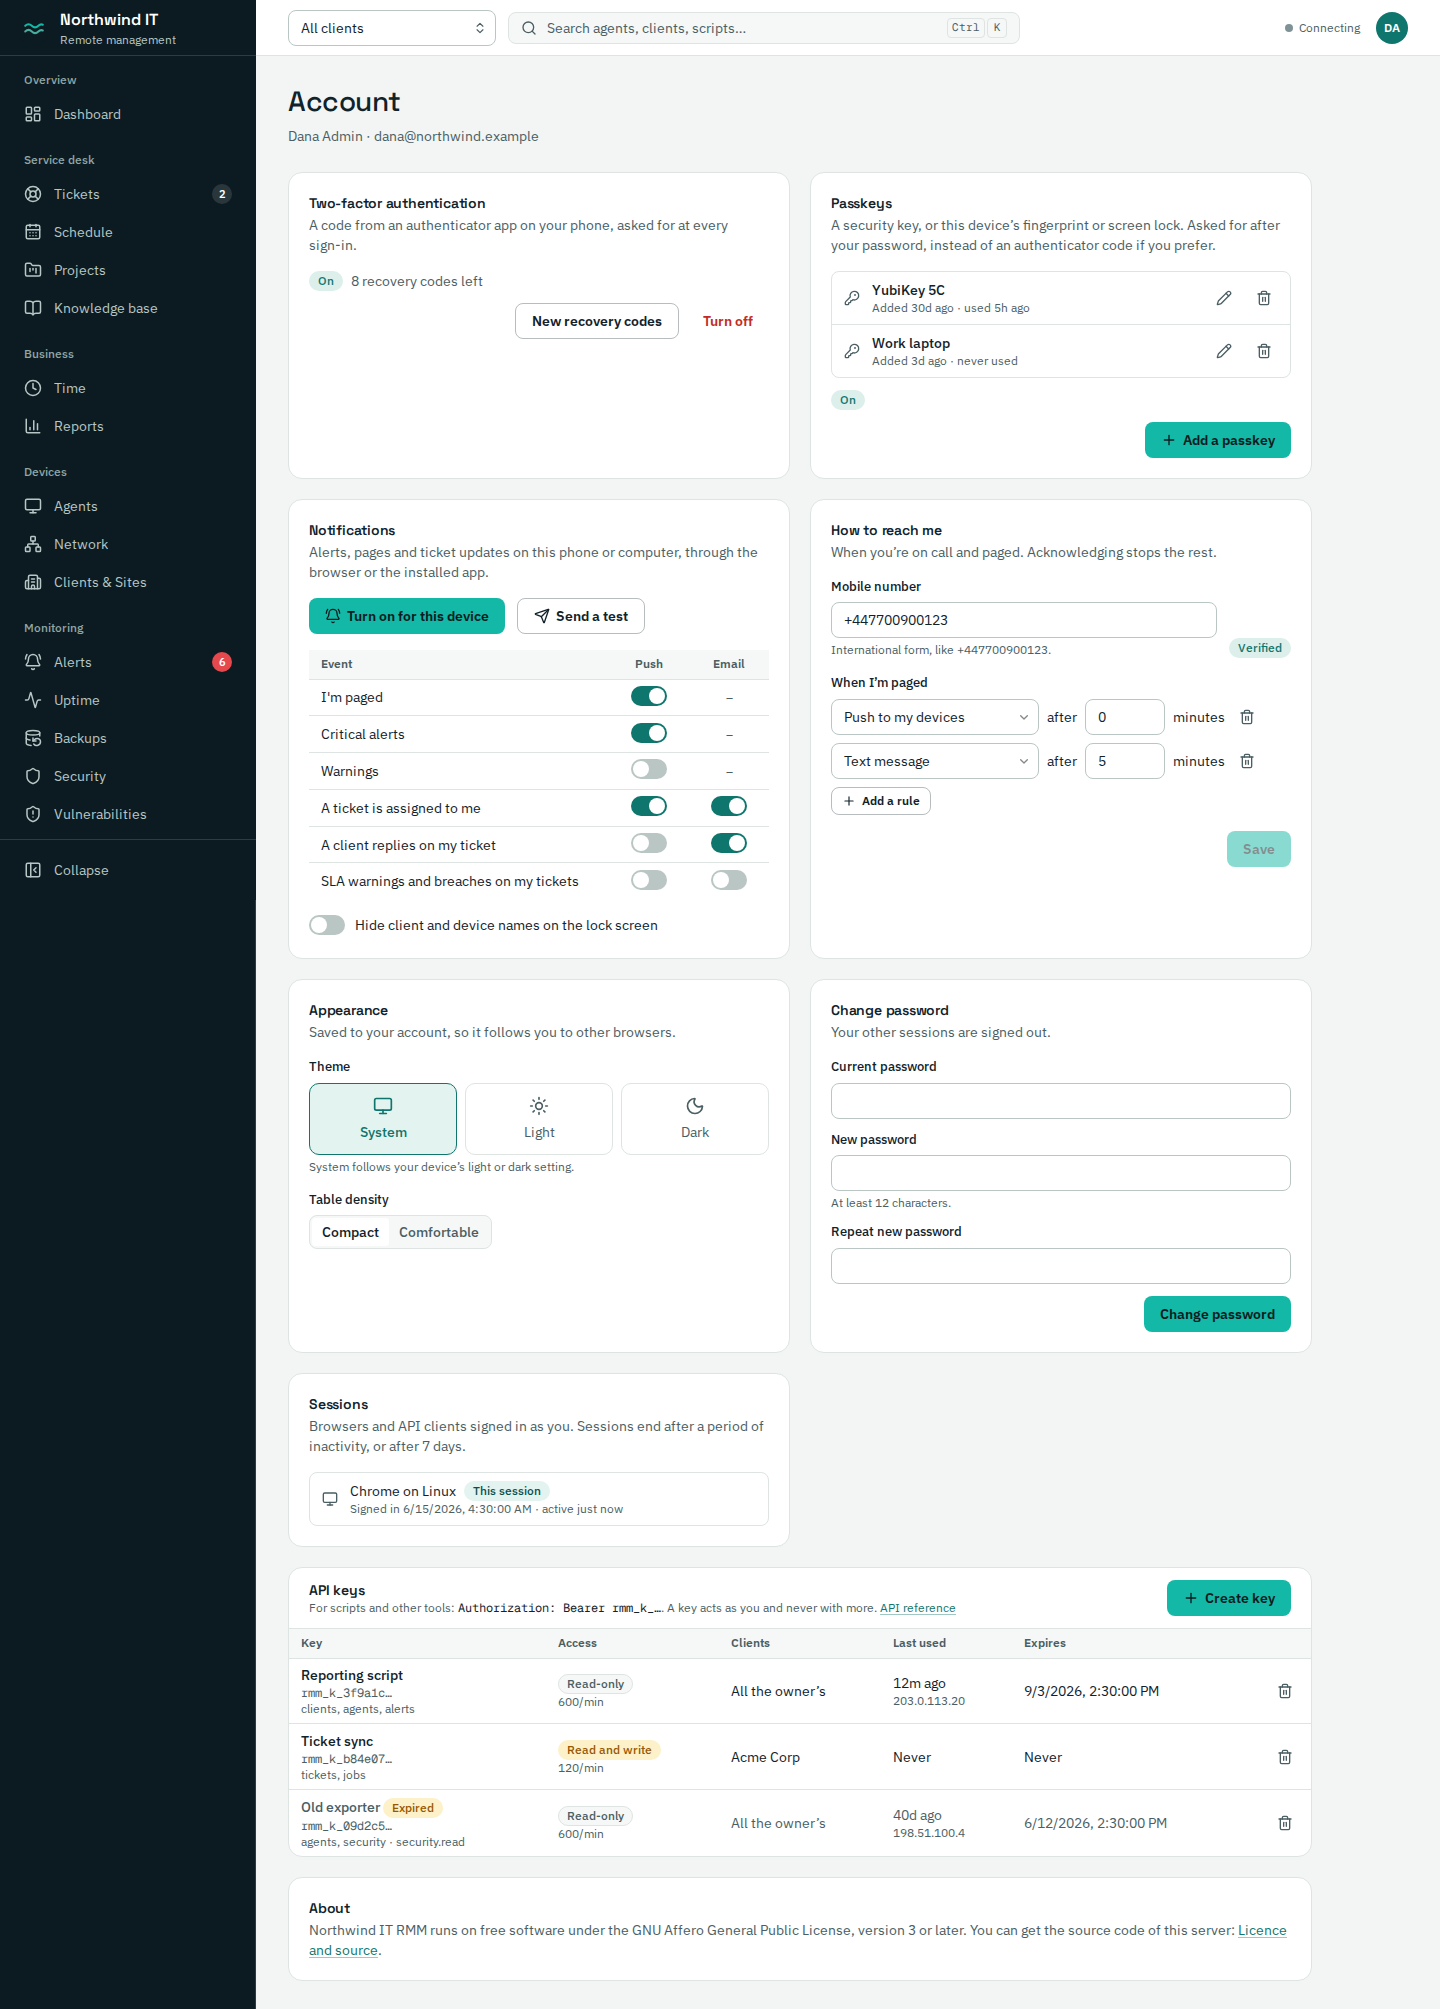 Northwind IT
Remote management
All clients
Search agents, clients, scripts…
Ctrl K
Connecting
DA
Overview
Dashboard
Service desk
Tickets 2
Schedule
Projects
Knowledge base
Business
Time
Reports
Devices
Agents
Network
Clients & Sites
Monitoring
Alerts 6
Uptime
Backups
Security
Vulnerabilities
Collapse
Account
Dana Admin · dana@northwind.example
Two-factor authentication
A code from an authenticator app on your phone, asked for at every
sign-in.
On 8 recovery codes left
New recovery codes Turn off
Passkeys
A security key, or this device’s fingerprint or screen lock. Asked for after
your password, instead of an authenticator code if you prefer.
YubiKey 5C
Added 30d ago · used 5h ago
Work laptop
Added 3d ago · never used
On
Add a passkey
Notifications
Alerts, pages and ticket updates on this phone or computer, through the
browser or the installed app.
Turn on for this device Send a test
Event Push Email
I'm paged –
Critical alerts –
Warnings –
A ticket is assigned to me
A client replies on my ticket
SLA warnings and breaches on my tickets
Hide client and device names on the lock screen
How to reach me
When you’re on call and paged. Acknowledging stops the rest.
Mobile number
+447700900123
International form, like +447700900123.
Verified
When I’m paged
Push to my devices after 0 minutes
Text message after 5 minutes
Add a rule
Save
Appearance
Saved to your account, so it follows you to other browsers.
Theme
System Light Dark
System follows your device’s light or dark setting.
Table density
Compact Comfortable
Change password
Your other sessions are signed out.
Current password
New password
At least 12 characters.
Repeat new password
Change password
Sessions
Browsers and API clients signed in as you. Sessions end after a period of
inactivity, or after 7 days.
Chrome on Linux This session
Signed in 6/15/2026, 4:30:00 AM · active just now
API keys
For scripts and other tools: Authorization: Bearer rmm_k_…. A key acts as you and never with more. API reference
Create key
Key Access Clients Last used Expires
Reporting script
rmm_k_3f9a1c…
clients, agents, alerts
Read-only
600/min
All the owner’s
12m ago
203.0.113.20
9/3/2026, 2:30:00 PM
Ticket sync
rmm_k_b84e07…
tickets, jobs
Read and write
120/min
Acme Corp
Never
Never
Old exporter Expired
rmm_k_09d2c5…
agents, security · security.read
Read-only
600/min
All the owner’s
40d ago
198.51.100.4
6/12/2026, 2:30:00 PM
About
Northwind IT RMM runs on free software under the GNU Affero General Public License, version 3 or later. You can get the source code of this server: Licence
and source.